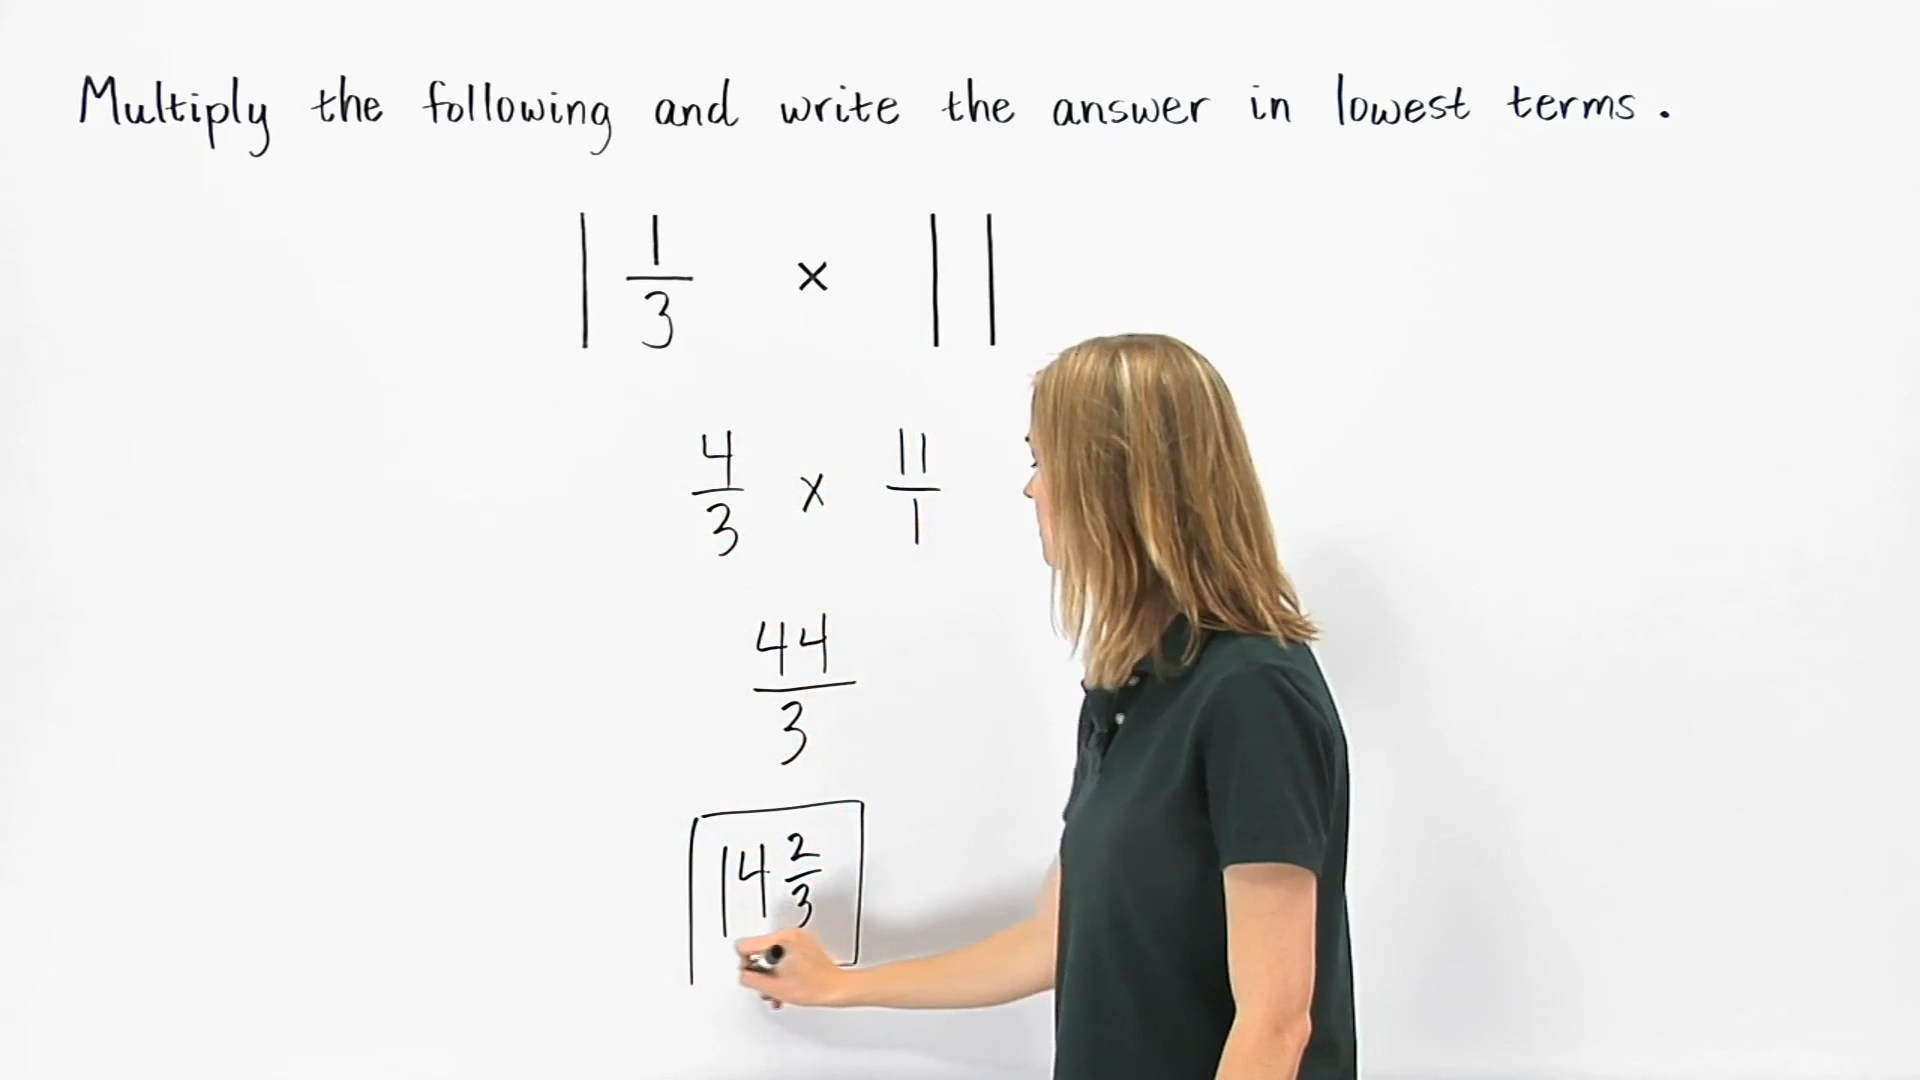 Multiply the following and write the answer in lowest terms.
1 1/3 × 11
4/3 × 11/1
44/3
14 2/3